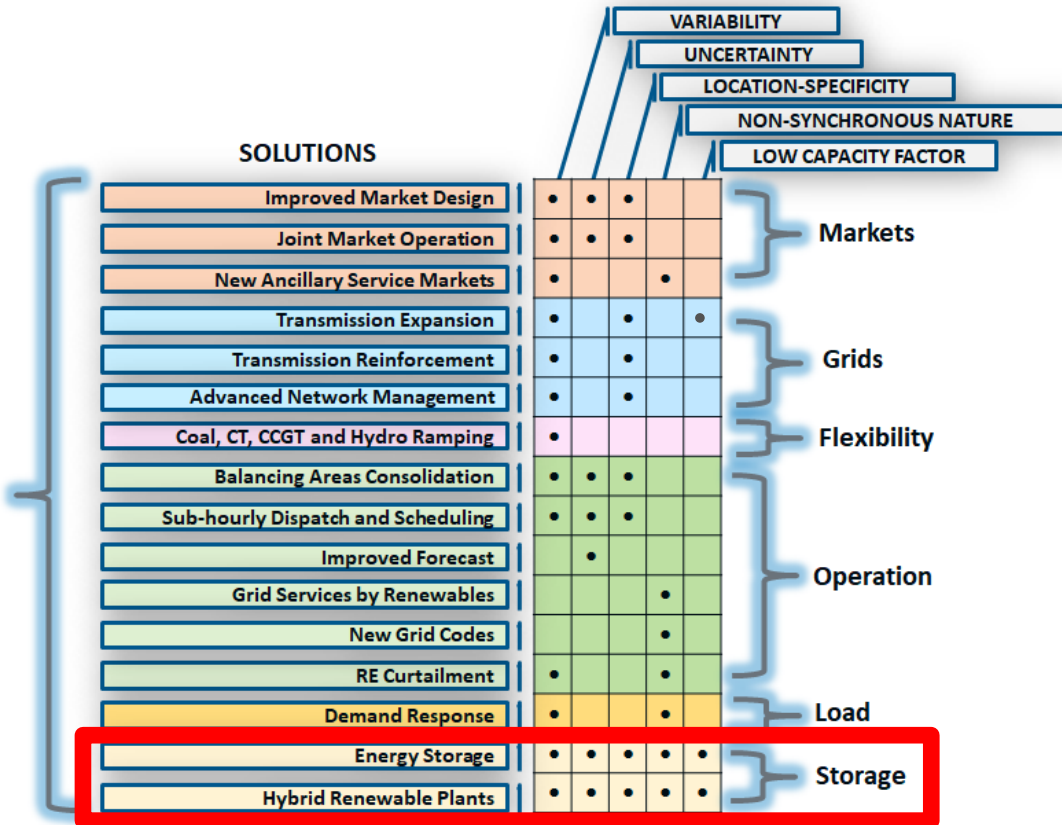 VARIABILITY
UNCERTAINTY
LOCATION-SPECIFICITY
NON-SYNCHRONOUS NATURE
LOW CAPACITY FACTOR
SOLUTIONS
Improved Market Design
Joint Market Operation
New Ancillary Service Markets
Markets
Transmission Expansion
Transmission Reinforcement
Advanced Network Management
Grids
Coal, CT, CCGT and Hydro Ramping
Flexibility
Balancing Areas Consolidation
Sub-hourly Dispatch and Scheduling
Improved Forecast
Grid Services by Renewables
New Grid Codes
RE Curtailment
Operation
Demand Response
Load
Energy Storage
Hybrid Renewable Plants
Storage